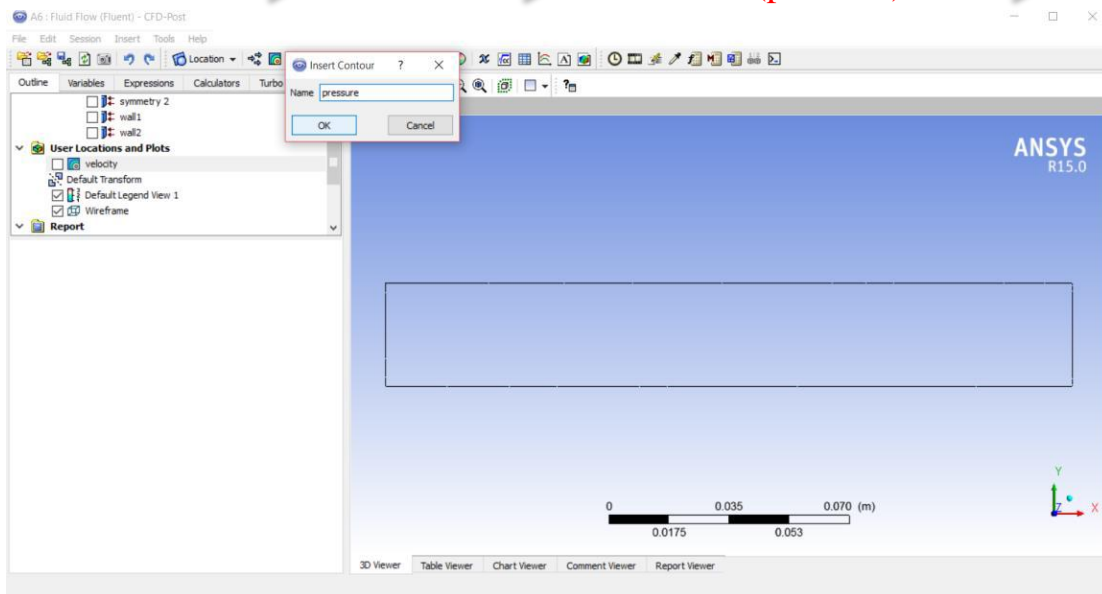 A6 : Fluid Flow (Fluent) - CFD-Post
File Edit Session Insert Tools Help
Location
Insert Contour ? ×
Outline Variables Expressions Calculators Turbo
Name pressure
OK Cancel
symmetry 2
wall1
wall2
User Locations and Plots
velocity
Default Transform
Default Legend View 1
Wireframe
Report
ANSYS
R15.0
Y
Z X
0 0.035 0.070 (m)
0.0175 0.053
3D Viewer Table Viewer Chart Viewer Comment Viewer Report Viewer